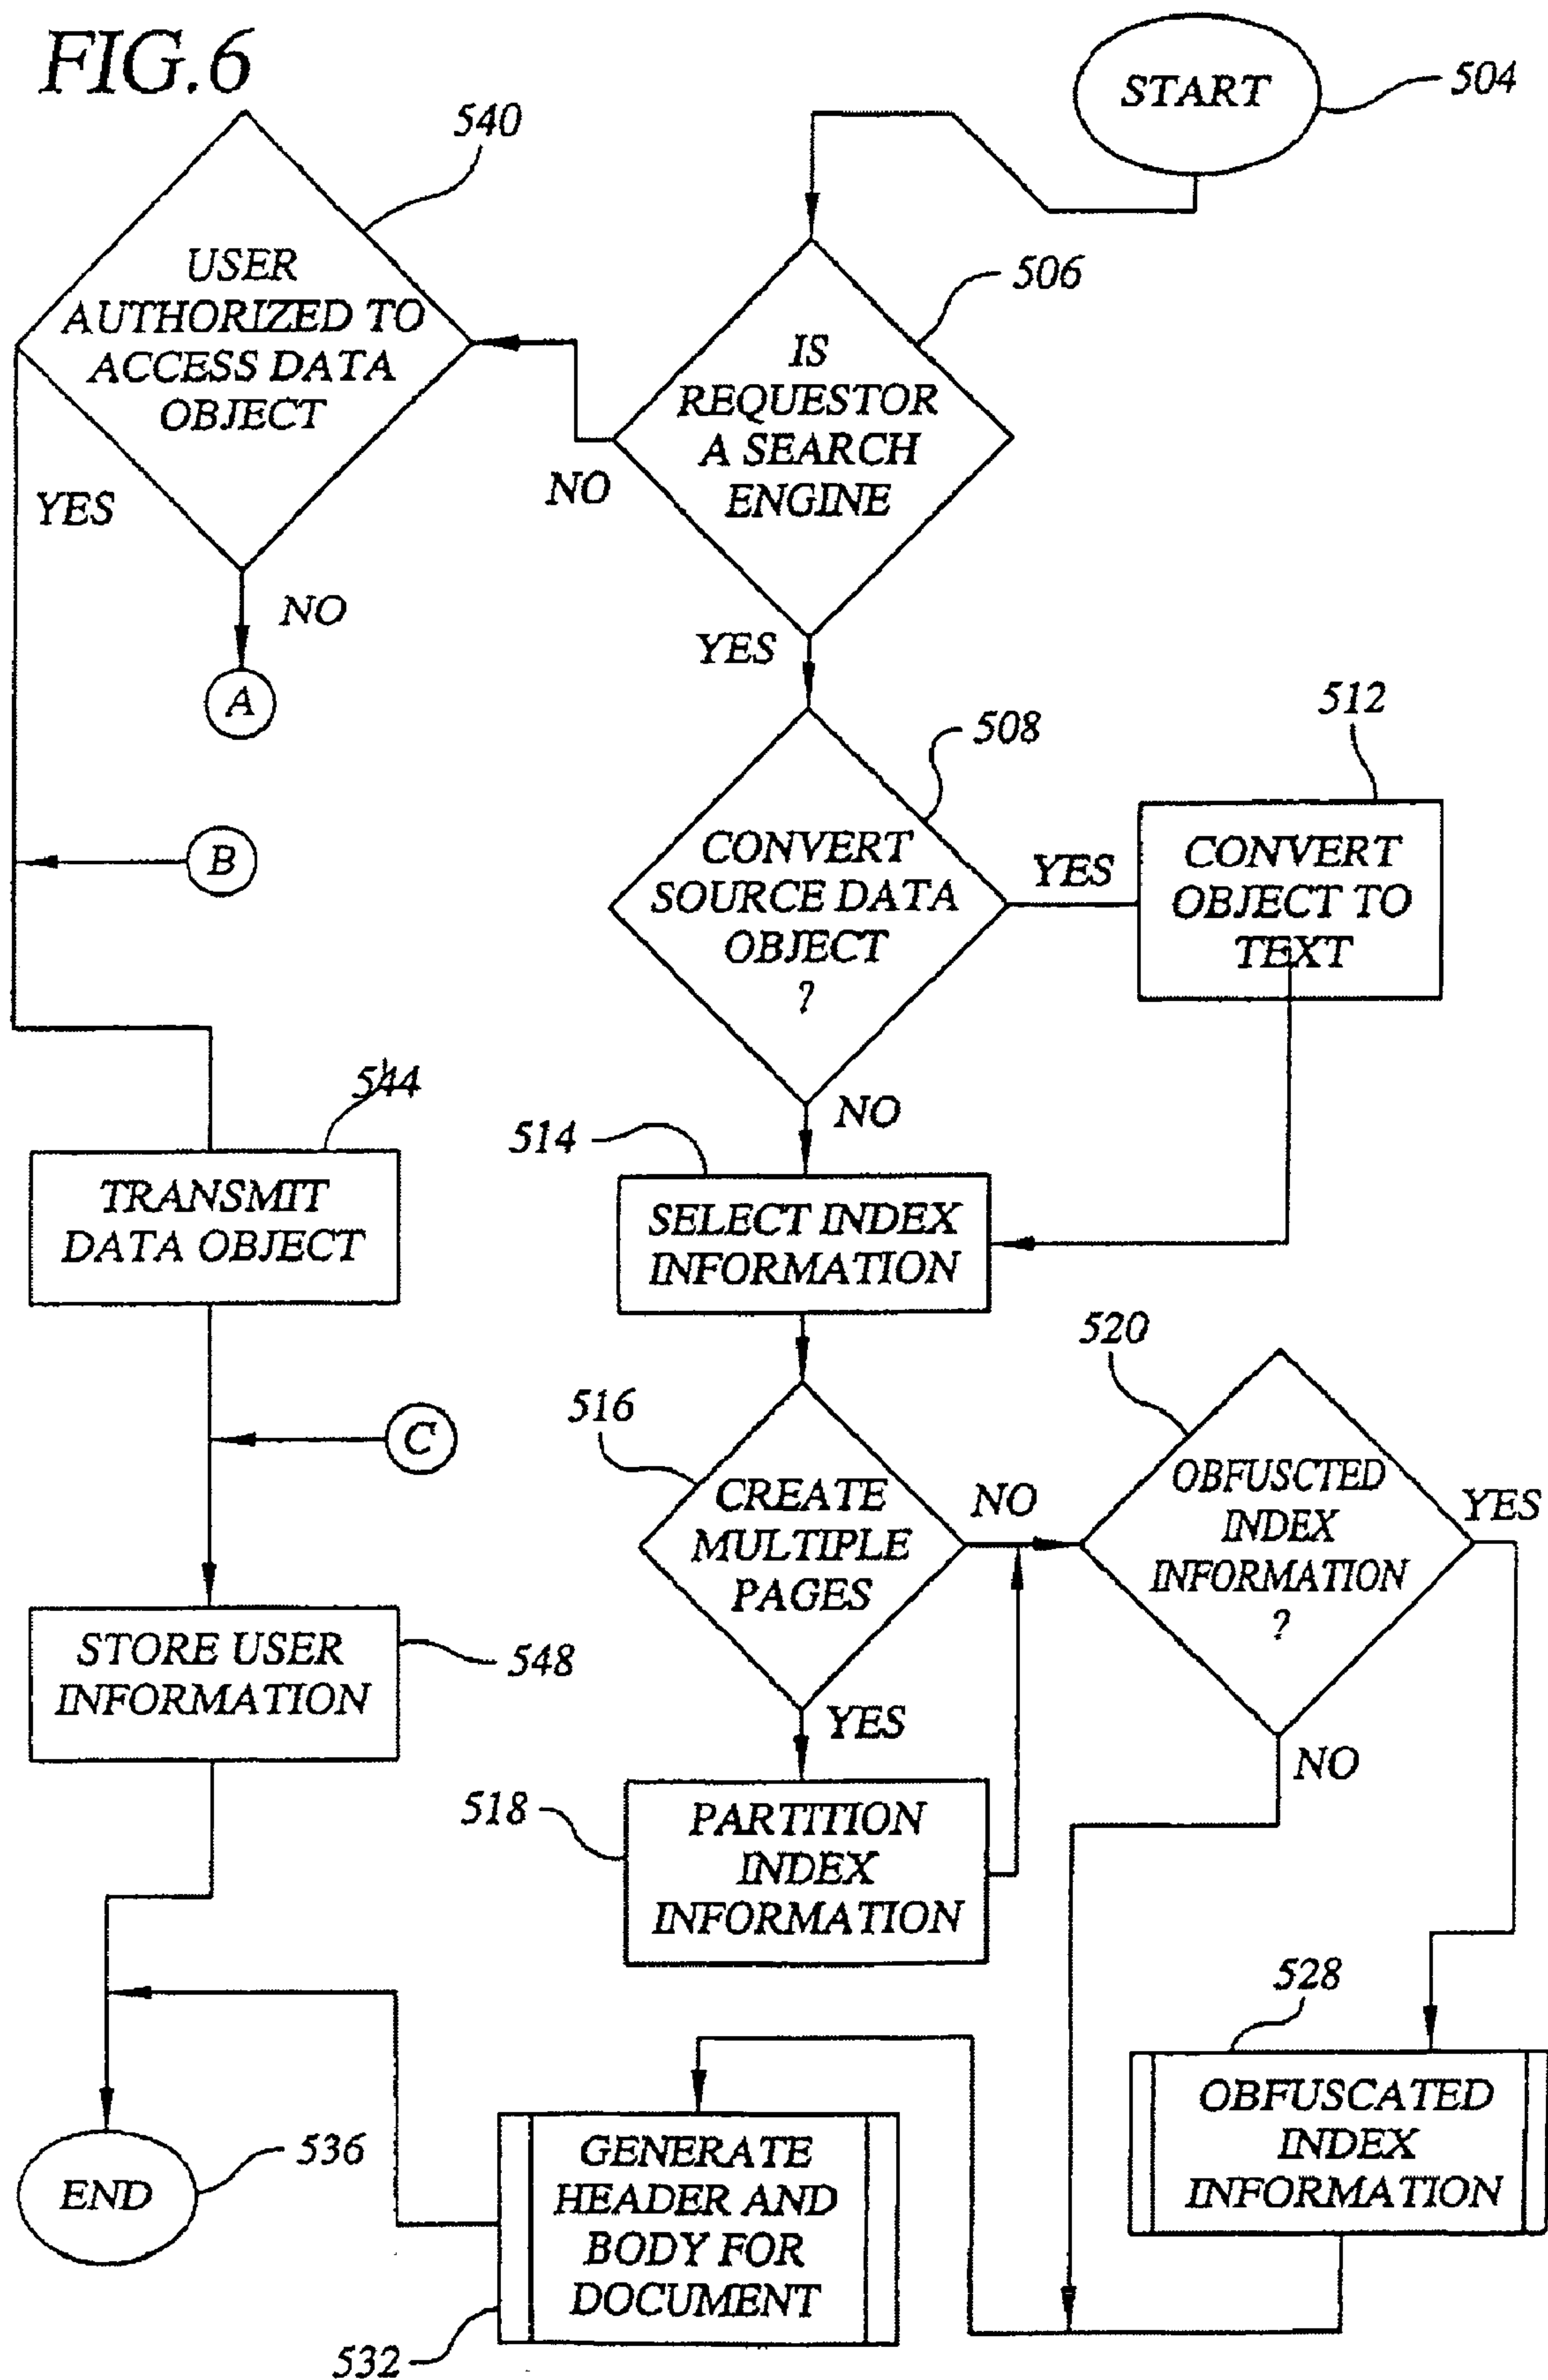 FIG.6
START
504
540
USER
AUTHORIZED TO
ACCESS DATA
OBJECT
YES
NO
A
506
IS
REQUESTOR
A SEARCH
ENGINE
NO
YES
508
CONVERT
SOURCE DATA
OBJECT
?
YES
NO
512
CONVERT
OBJECT TO
TEXT
B
544
TRANSMIT
DATA OBJECT
514
SELECT INDEX
INFORMATION
C
516
CREATE
MULTIPLE
PAGES
NO
YES
520
OBFUSCTED
INDEX
INFORMATION
?
YES
NO
STORE USER
INFORMATION
548
518
PARTITION
INDEX
INFORMATION
528
OBFUSCATED
INDEX
INFORMATION
GENERATE
HEADER AND
BODY FOR
DOCUMENT
532
END
536